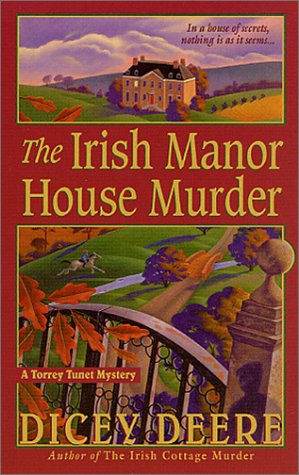 In a house of secrets,
nothing is as it seems...
The Irish Manor
House Murder
A Torrey Tunet Mystery
DICEY DEERE
Author of The Irish Cottage Murder